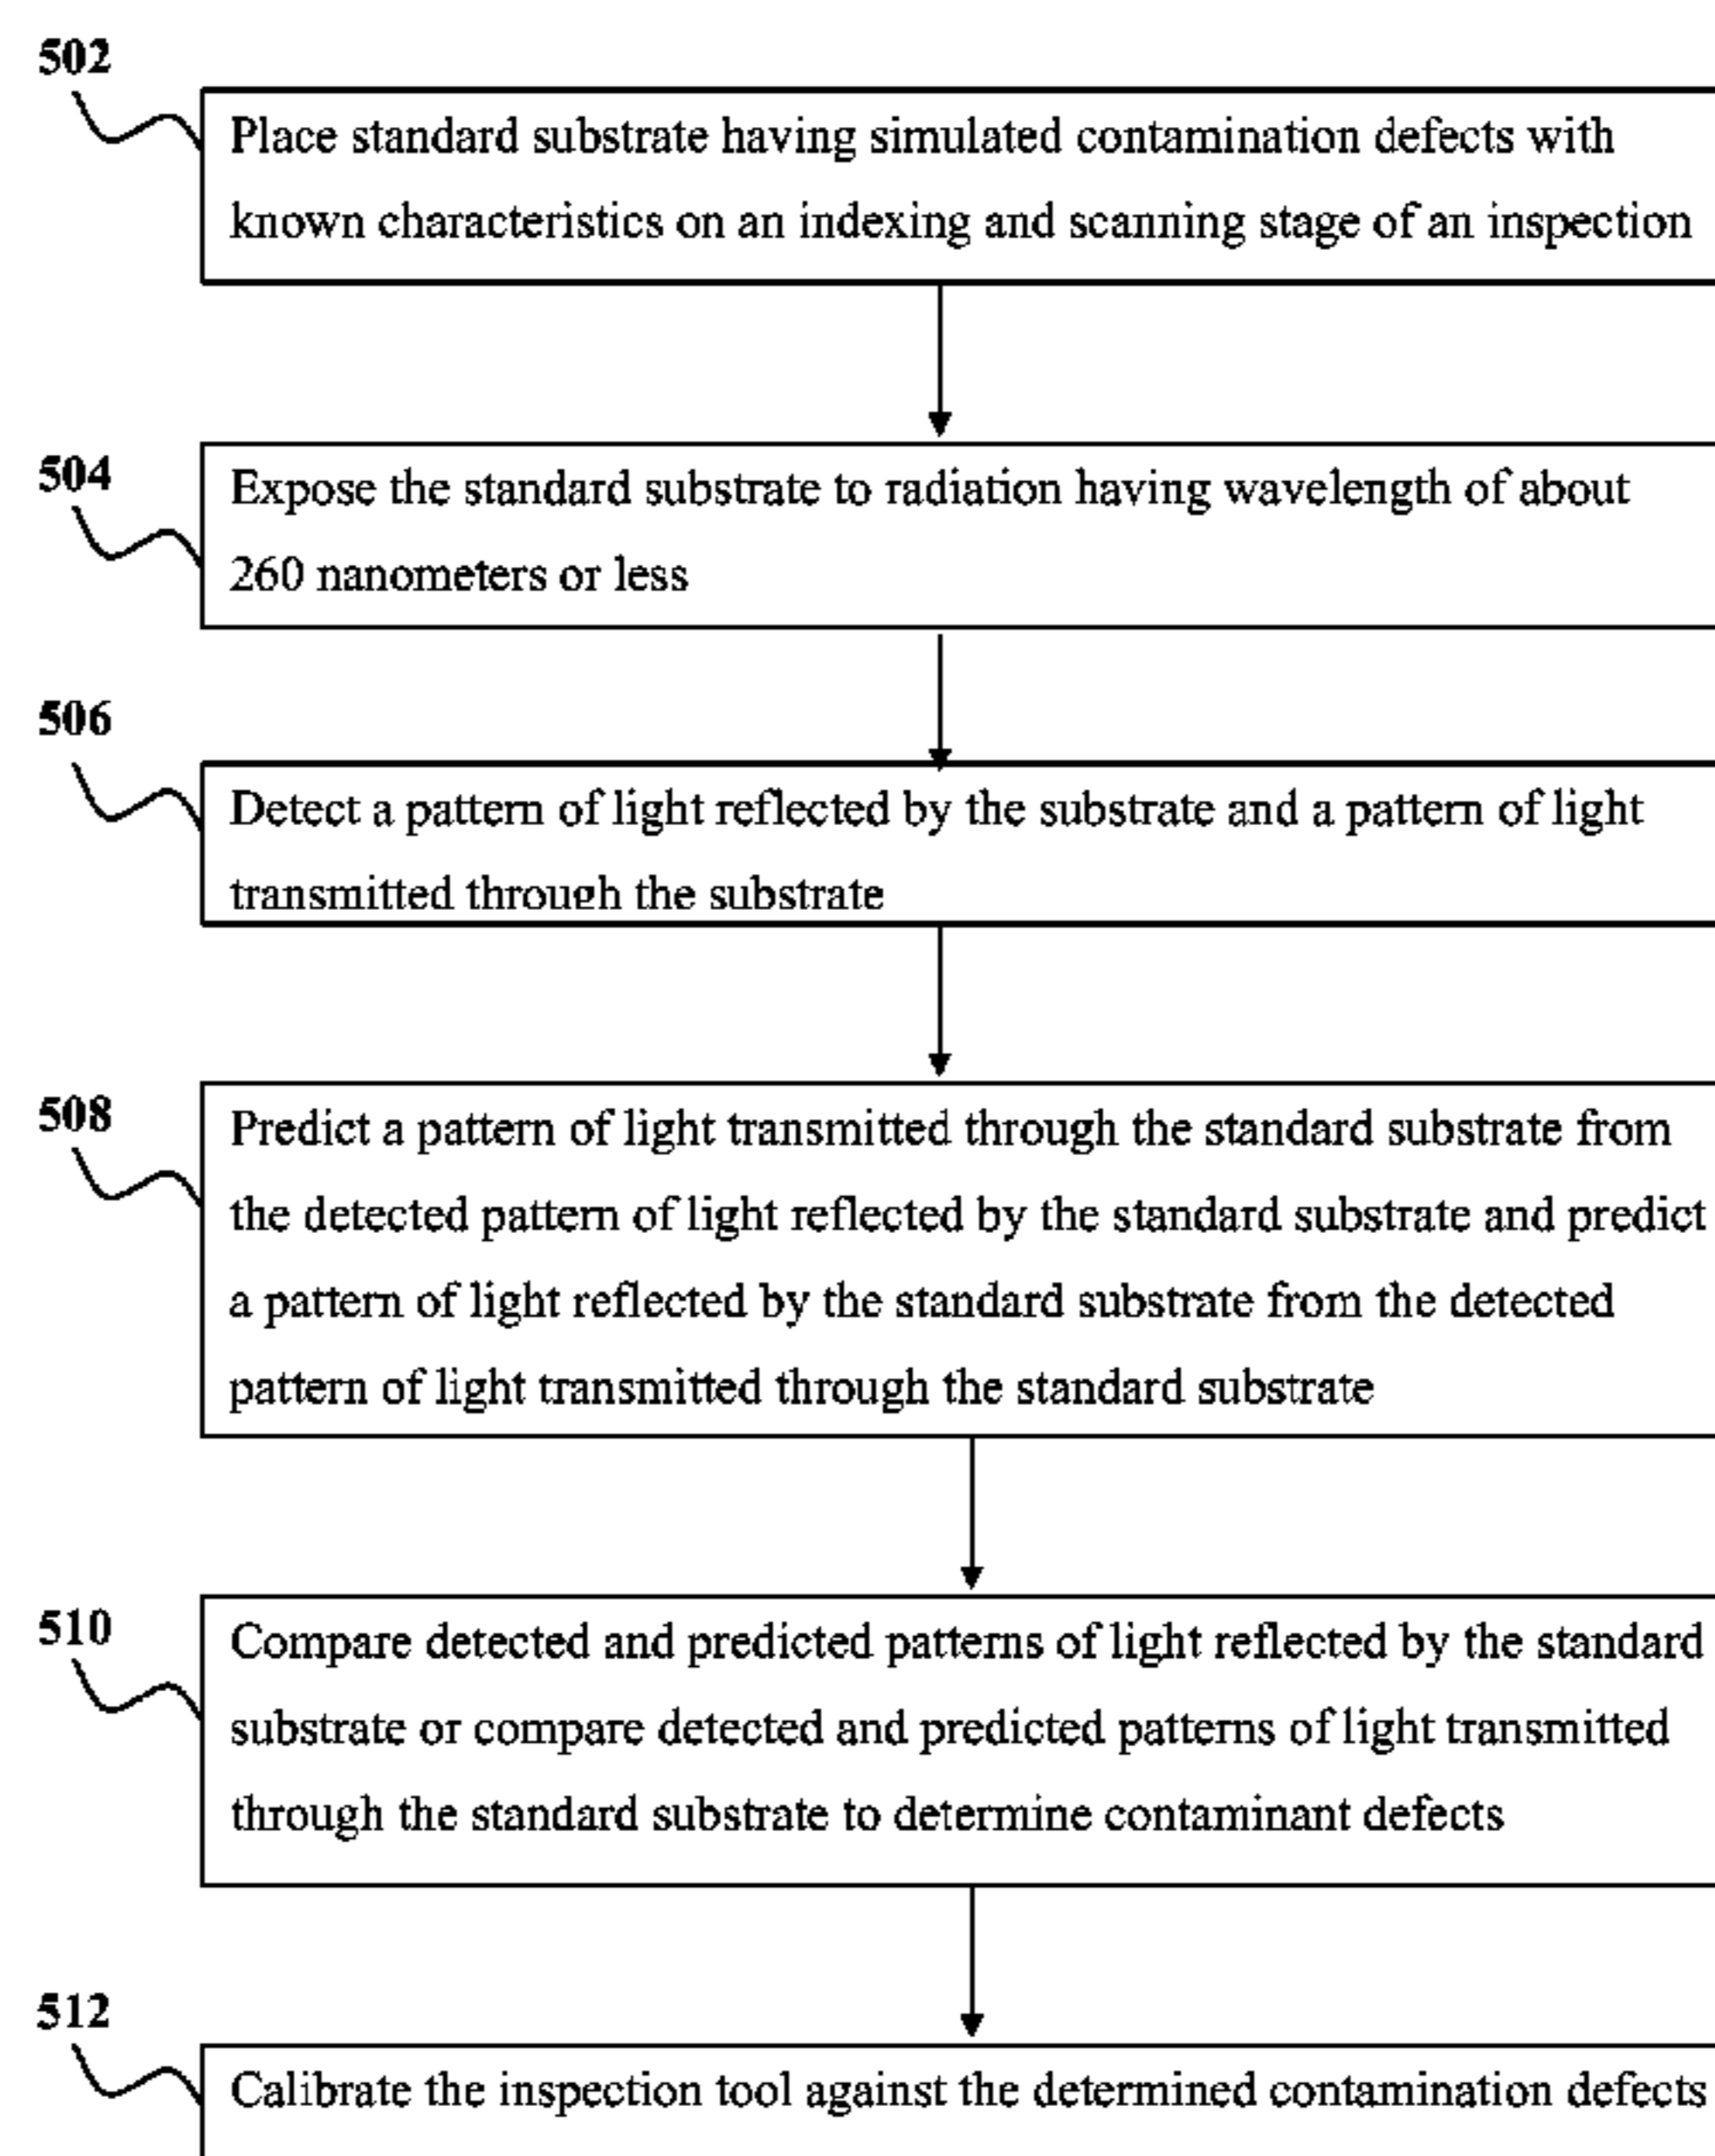 502
Place standard substrate having simulated contamination defects with
known characteristics on an indexing and scanning stage of an inspection
504
Expose the standard substrate to radiation having wavelength of about
260 nanometers or less
506
Detect a pattern of light reflected by the substrate and a pattern of light
transmitted through the substrate
508
Predict a pattern of light transmitted through the standard substrate from
the detected pattern of light reflected by the standard substrate and predict
a pattern of light reflected by the standard substrate from the detected
pattern of light transmitted through the standard substrate
510
Compare detected and predicted patterns of light reflected by the standard
substrate or compare detected and predicted patterns of light transmitted
through the standard substrate to determine contaminant defects
512
Calibrate the inspection tool against the determined contamination defects